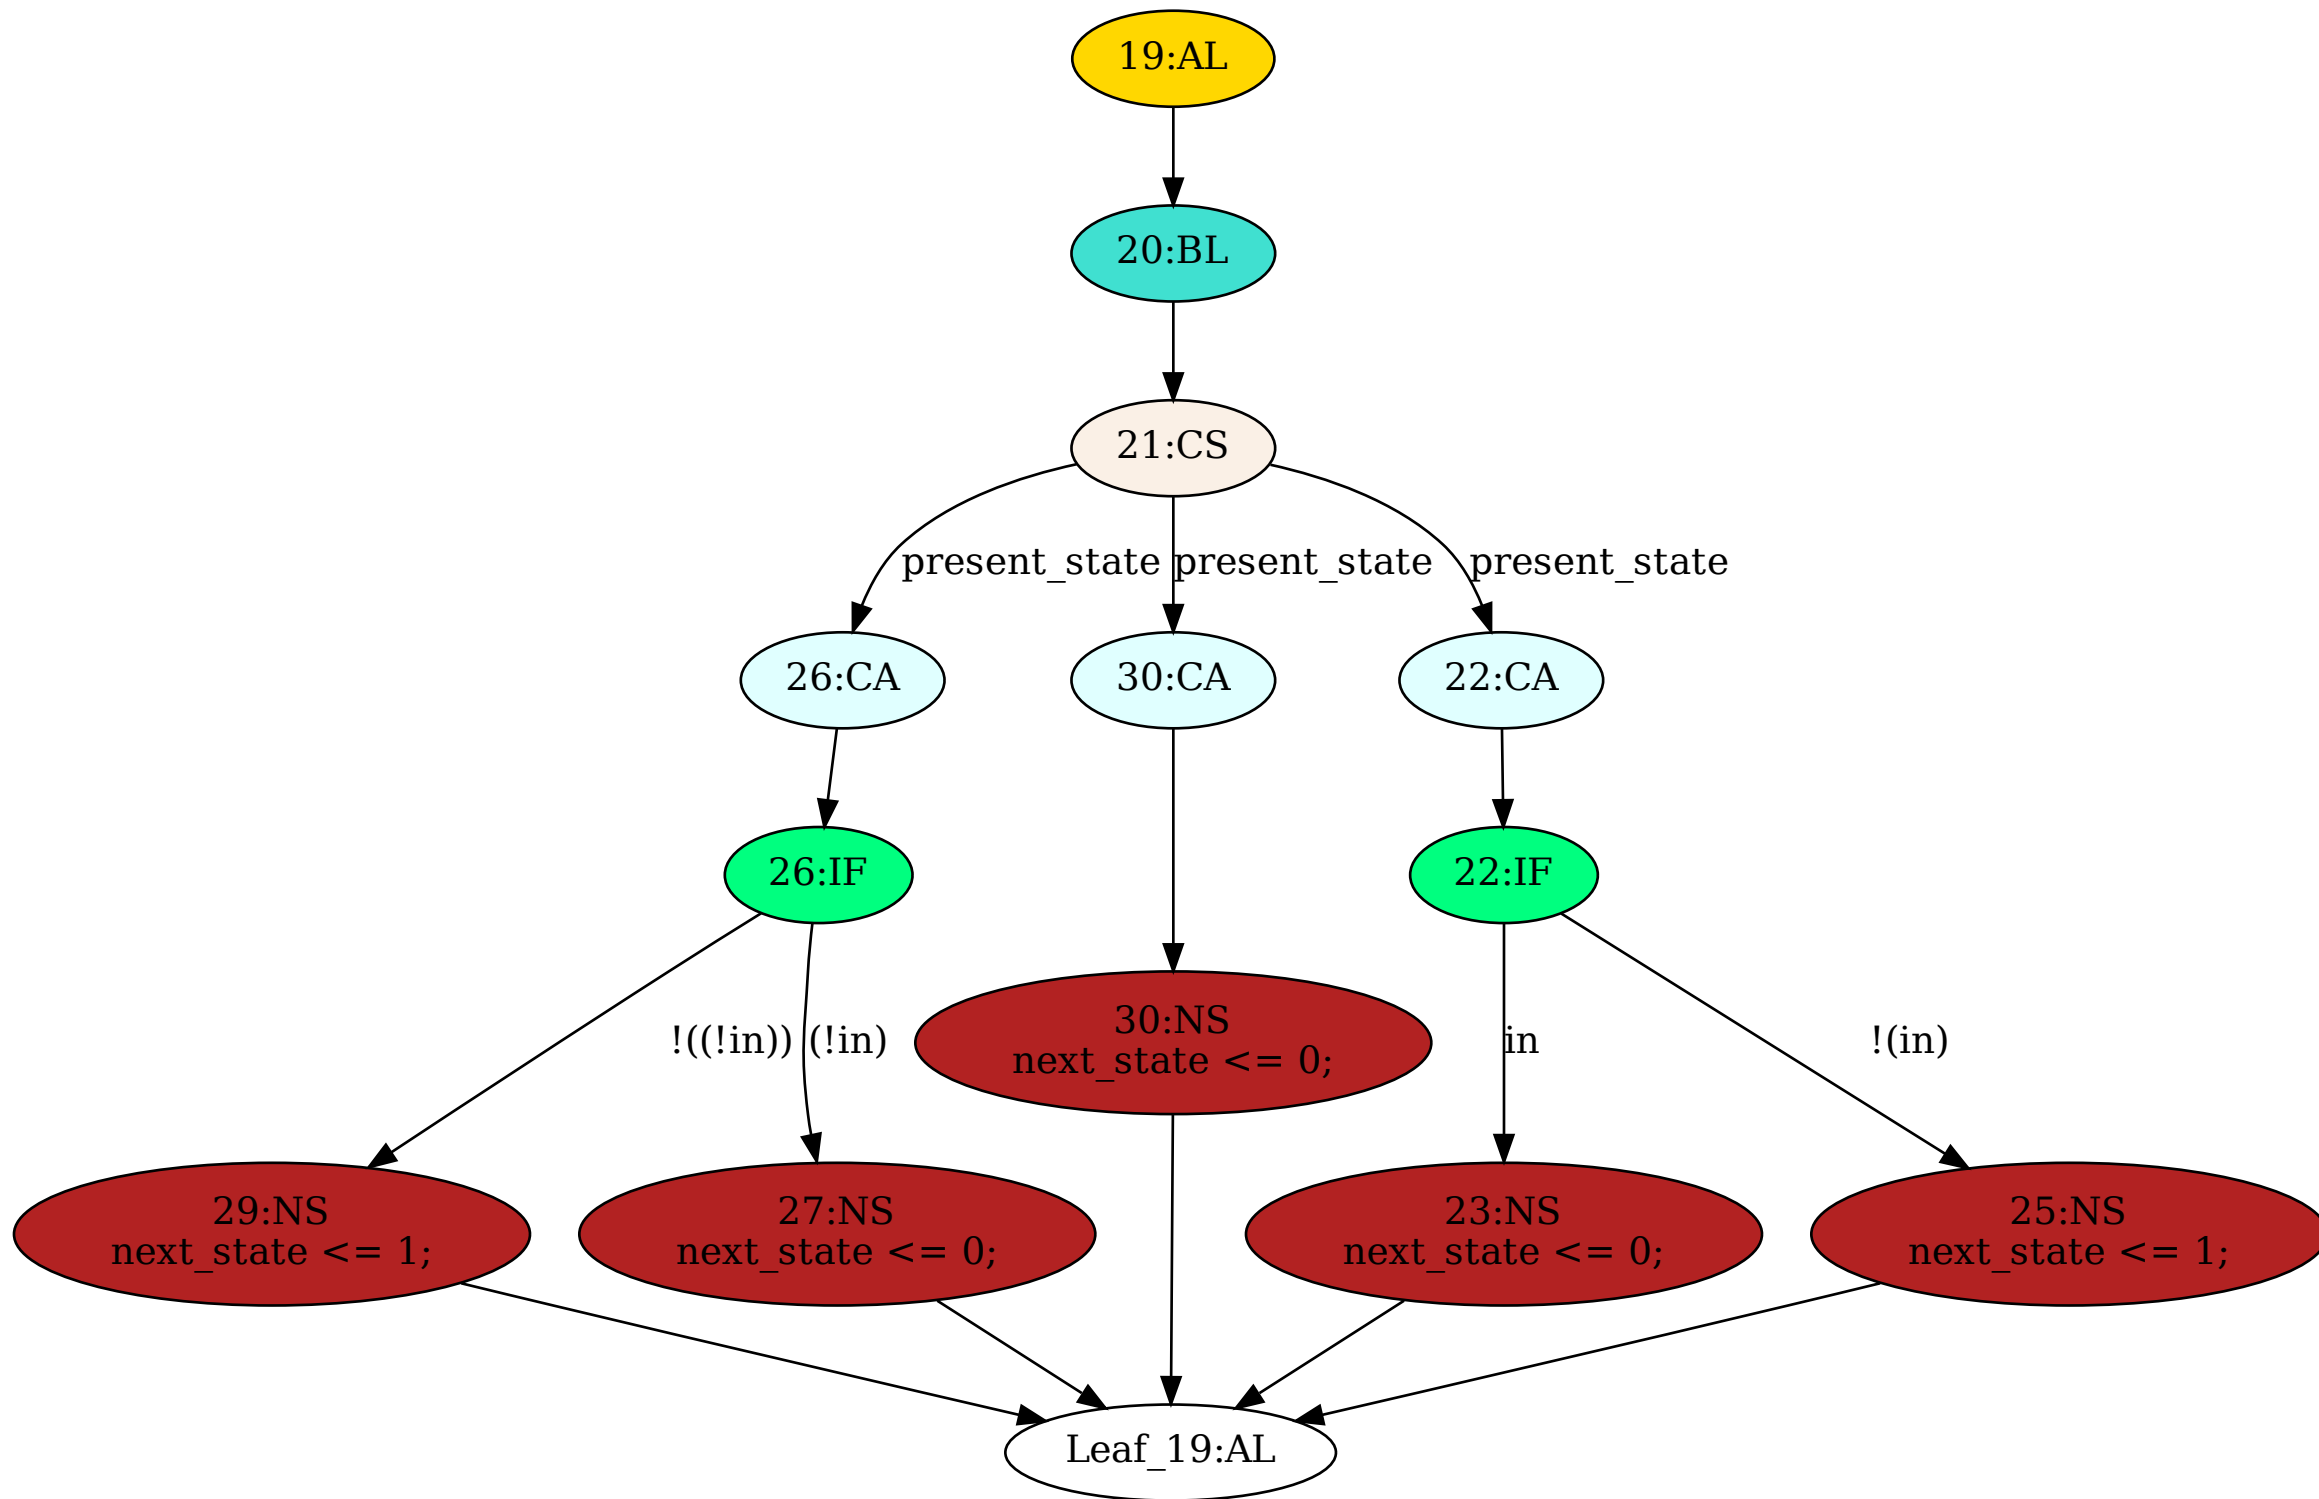 19:AL
20:BL
21:CS
present_state
present_state
present_state
26:CA
30:CA
22:CA
26:IF
22:IF
!((!in))
(!in)
30:NS
next_state <= 0;
in
!(in)
29:NS
next_state <= 1;
27:NS
next_state <= 0;
23:NS
next_state <= 0;
25:NS
next_state <= 1;
Leaf_19:AL